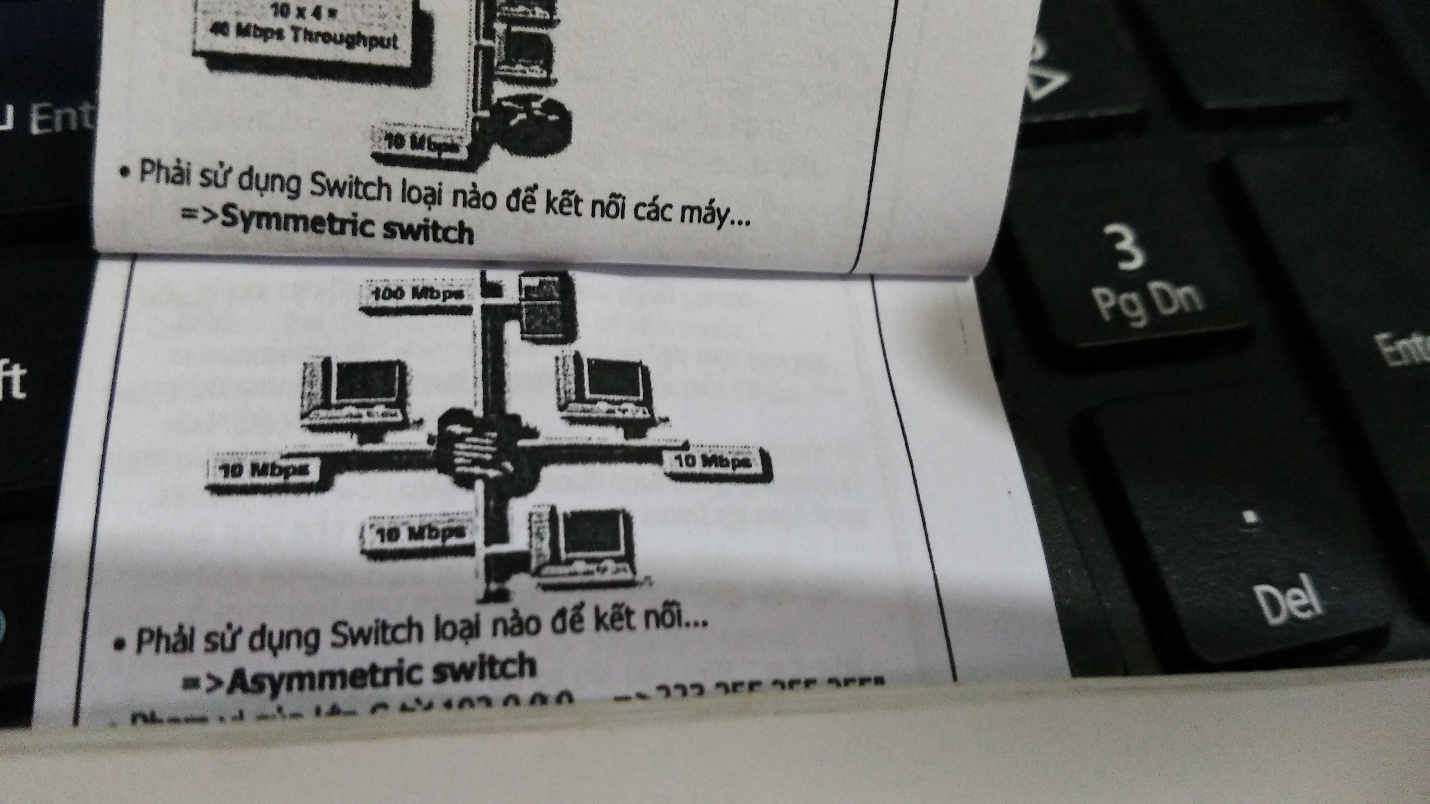 10 x 4 =
40 Mbps Throughput
10 Mbps
• Phải sử dụng Switch loại nào để kết nối các máy...
=>Symmetric switch
100 Mbps
10 Mbps
10 Mbps
10 Mbps
• Phải sử dụng Switch loại nào để kết nối...
=>Asymmetric switch
Ent
3
Pg Dn
Ente
ft
.
Del